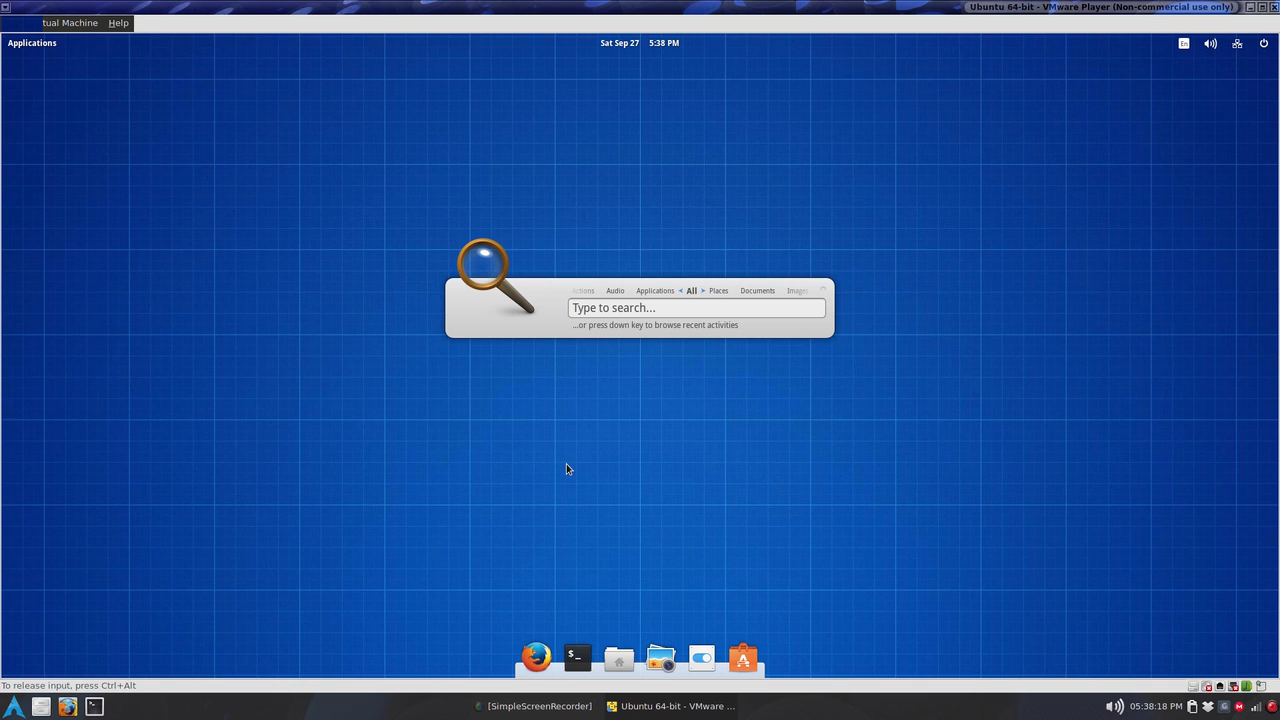 Ubuntu 64-bit - VMware Player (Non-commercial use only)
tual Machine Help
Applications
Sat Sep 27 5:38 PM
En
Audio Applications All Places Documents Images
Type to search...
...or press down key to browse recent activities
$_
A
To release input, press Ctrl+Alt
>_
[SimpleScreenRecorder]
Ubuntu 64-bit - VMware ...
05:38:18 PM
G
M